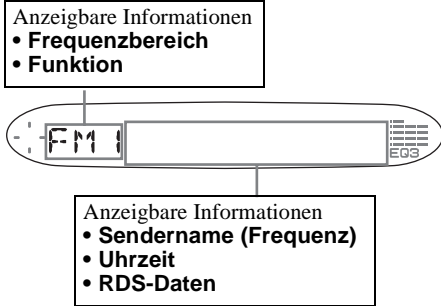 Anzeigbare Informationen
• Frequenzbereich
• Funktion
FM1
EQ3
Anzeigbare Informationen
• Sendername (Frequenz)
• Uhrzeit
• RDS-Daten